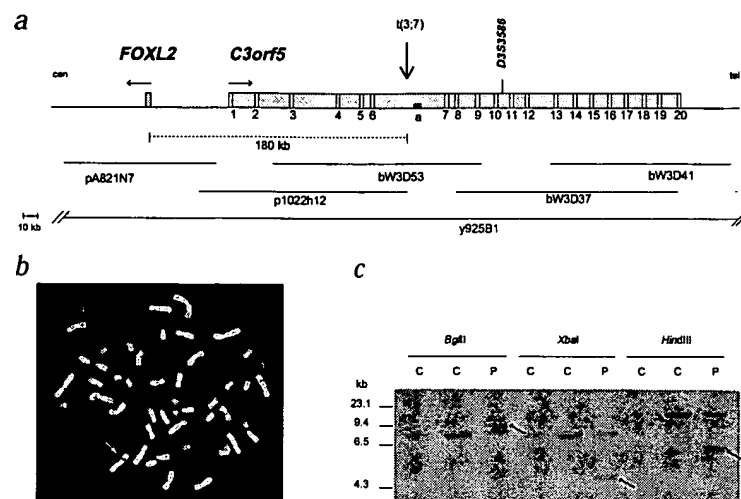 a
t(3;7)
D3S3586
FOXL2
C3orf5
cen
tel
1 2 3 4 5 6 a 7 8 9 10 11 12 13 14 15 16 17 18 19 20
180 kb
pA821N7
bW3D53
bW3D41
p1022h12
bW3D37
10 kb
y925B1
b
c
BglII XbaI HindIII
C C P C C P C C P
kb
23.1
9.4
6.5
4.3